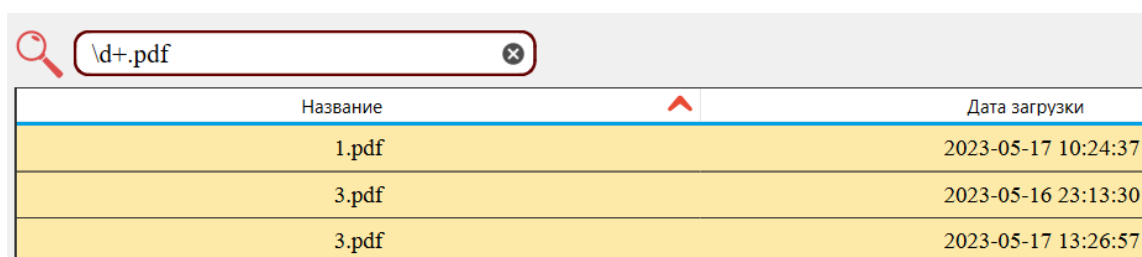 \d+.pdf
Название Дата загрузки
1.pdf 2023-05-17 10:24:37
3.pdf 2023-05-16 23:13:30
3.pdf 2023-05-17 13:26:57